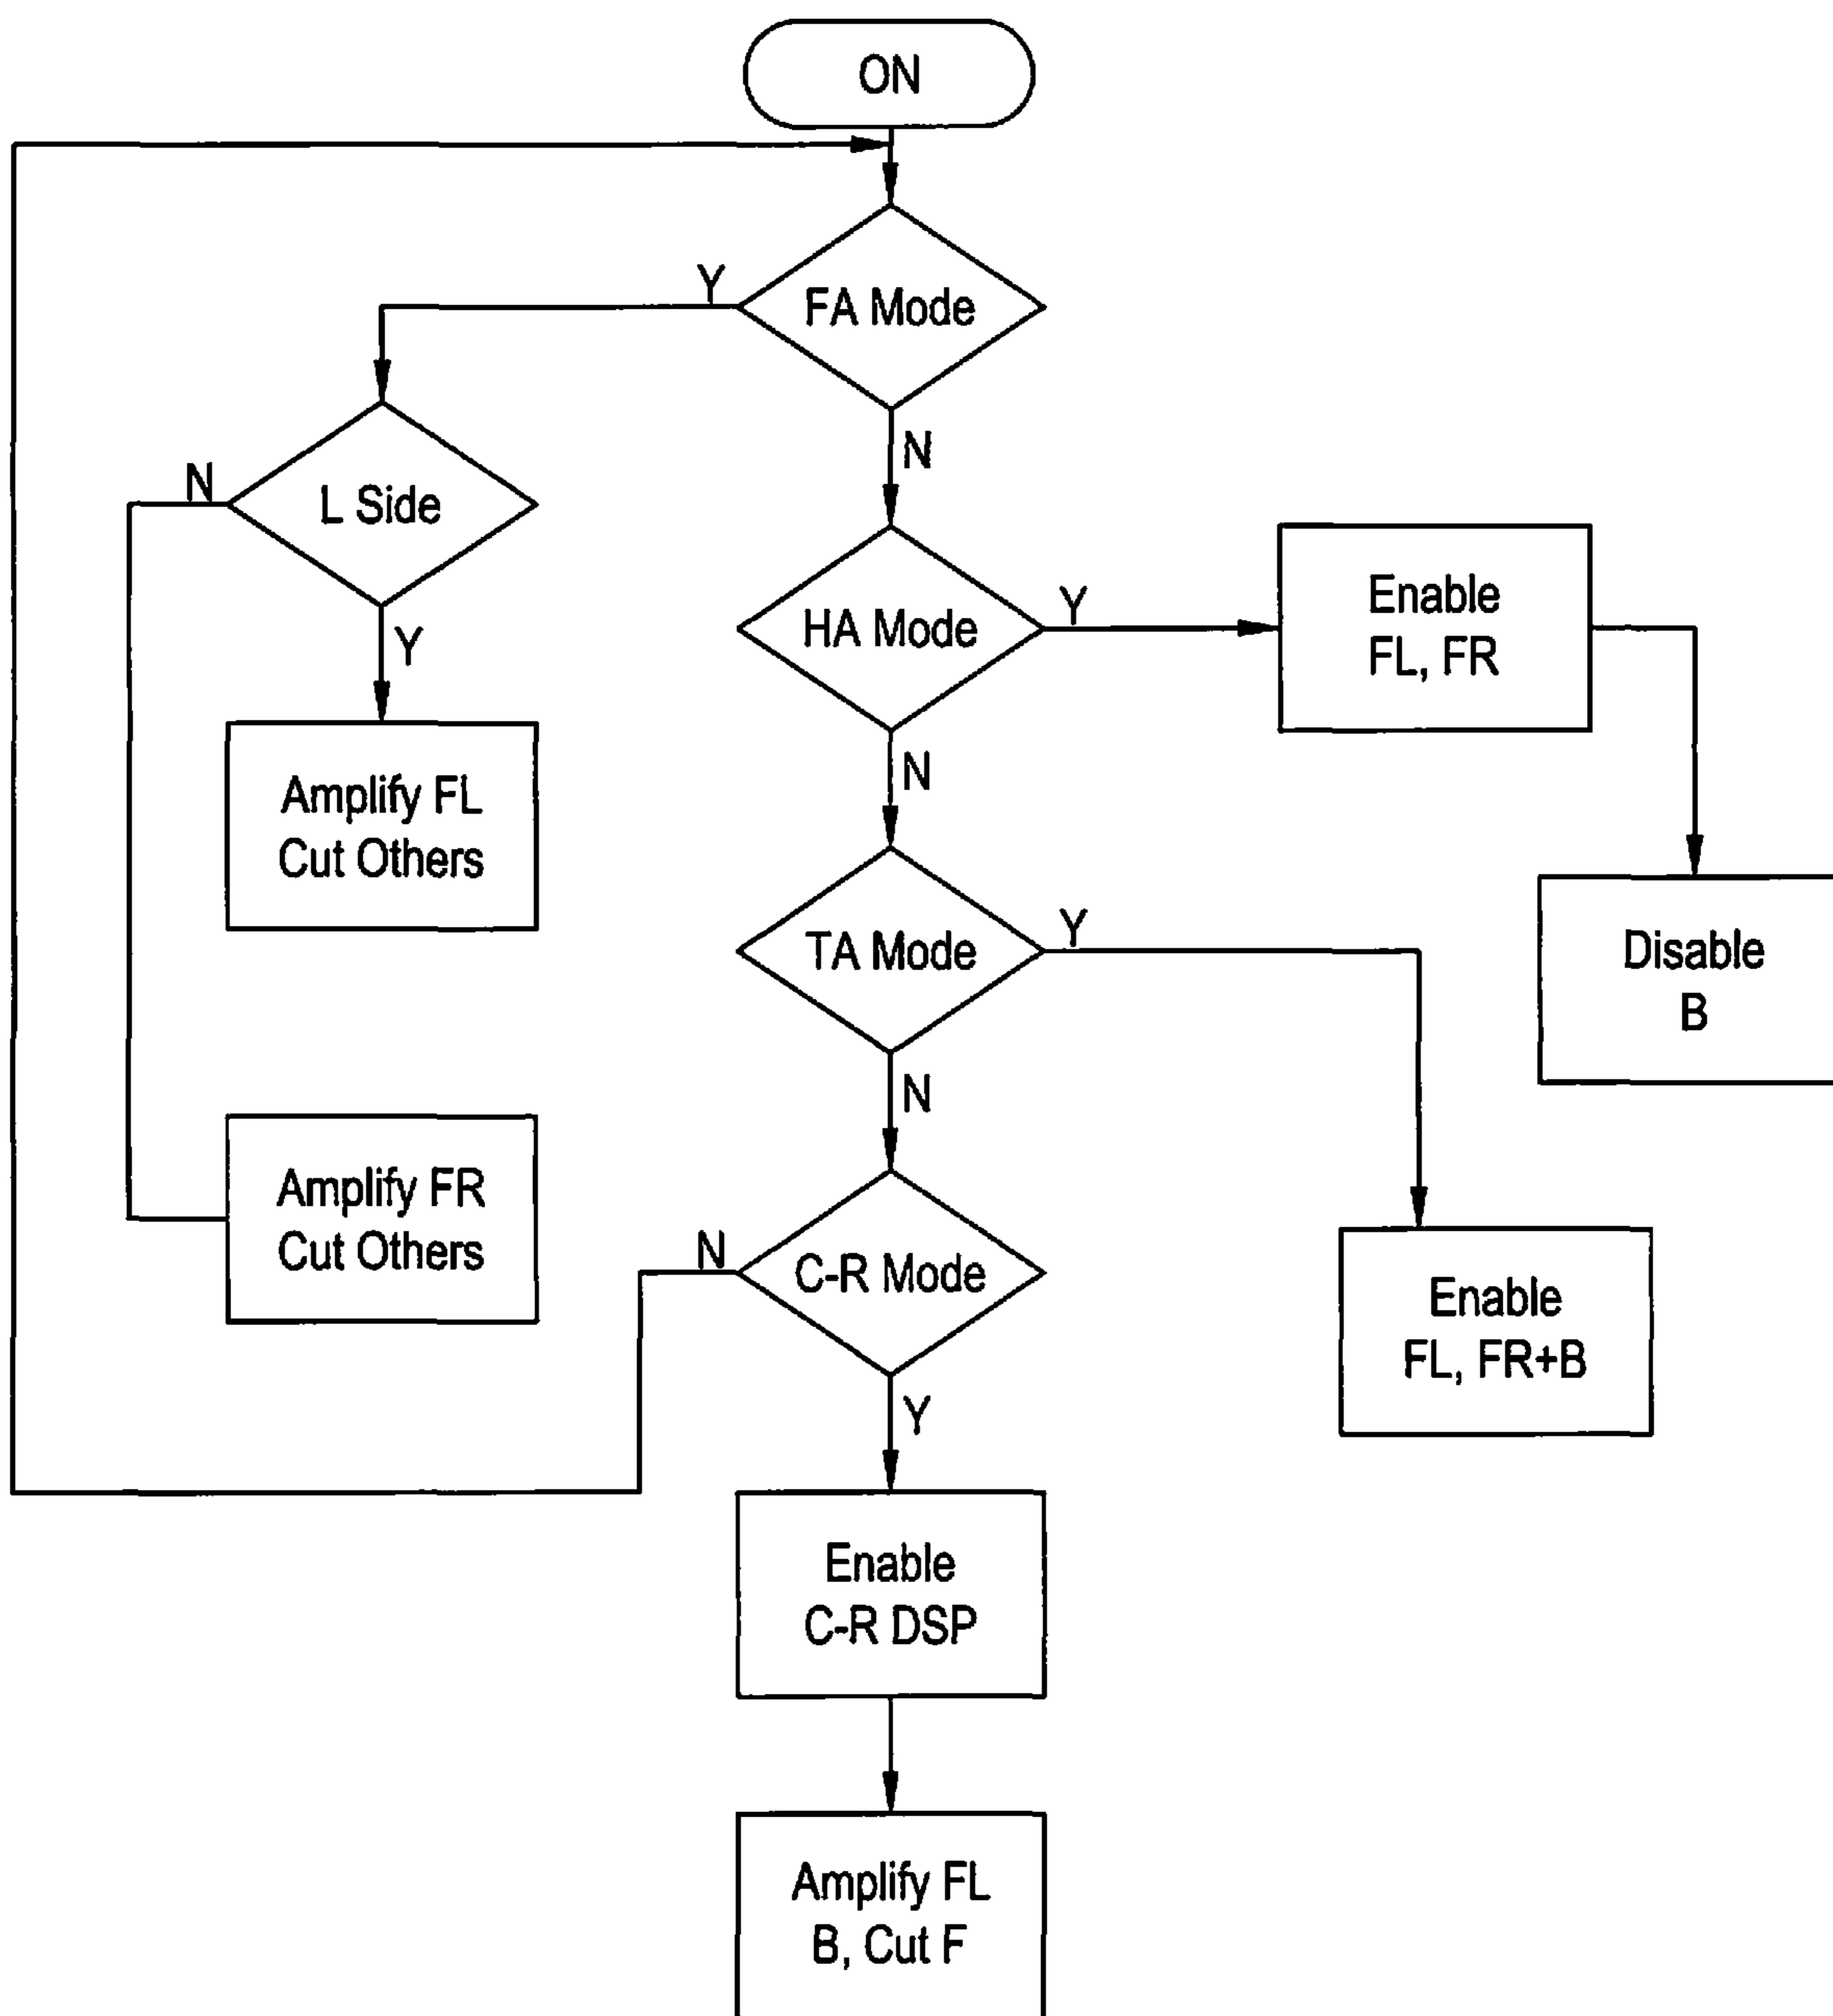 ON
Y
FA Mode
N
N
L Side
Y
HA Mode
Y
Enable
FL, FR
N
Amplify FL
Cut Others
TA Mode
Y
Disable
B
N
Amplify FR
Cut Others
N
C-R Mode
Enable
FL, FR+B
Y
Enable
C-R DSP
Amplify FL
B, Cut F